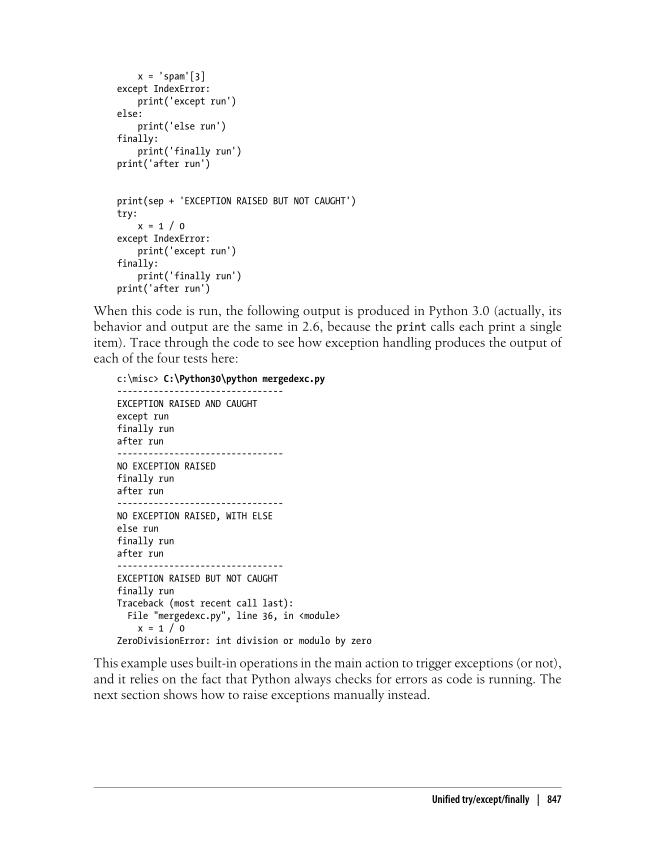 x = 'spam'[3]
except IndexError:
    print('except run')
else:
    print('else run')
finally:
    print('finally run')
print('after run')

print(sep + 'EXCEPTION RAISED BUT NOT CAUGHT')
try:
    x = 1 / 0
except IndexError:
    print('except run')
finally:
    print('finally run')
print('after run')
When this code is run, the following output is produced in Python 3.0 (actually, its
behavior and output are the same in 2.6, because the print calls each print a single
item). Trace through the code to see how exception handling produces the output of
each of the four tests here:
c:\misc> C:\Python30\python mergedexc.py
--------------------------------
EXCEPTION RAISED AND CAUGHT
except run
finally run
after run
--------------------------------
NO EXCEPTION RAISED
finally run
after run
--------------------------------
NO EXCEPTION RAISED, WITH ELSE
else run
finally run
after run
--------------------------------
EXCEPTION RAISED BUT NOT CAUGHT
finally run
Traceback (most recent call last):
  File "mergedexc.py", line 36, in <module>
    x = 1 / 0
ZeroDivisionError: int division or modulo by zero
This example uses built-in operations in the main action to trigger exceptions (or not),
and it relies on the fact that Python always checks for errors as code is running. The
next section shows how to raise exceptions manually instead.
Unified try/except/finally | 847